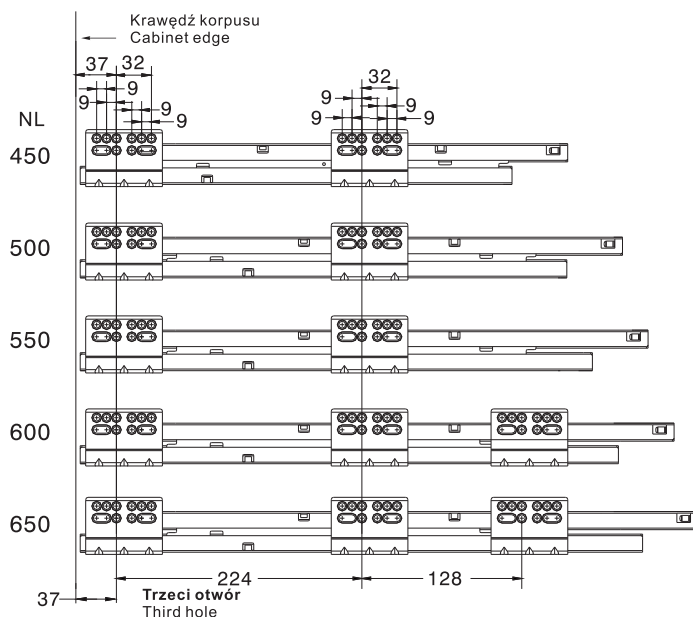 Krawędź korpusu
Cabinet edge
37 32 32
9 9 9 9
9 9 9 9
NL
450
500
550
600
650
224 128
37 Trzeci otwór
Third hole